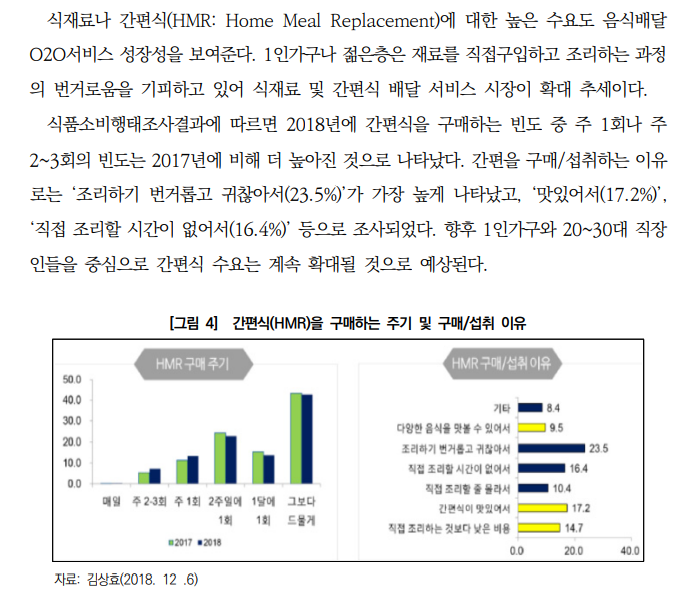 식재료나 간편식(HMR: Home Meal Replacement)에 대한 높은 수요도 음식배달
O2O서비스 성장성을 보여준다. 1인가구나 젊은층은 재료를 직접구입하고 조리하는 과정
의 번거로움을 기피하고 있어 식재료 및 간편식 배달 서비스 시장이 확대 추세이다.
식품소비행태조사결과에 따르면 2018년에 간편식을 구매하는 빈도 중 주 1회나 주
2~3회의 빈도는 2017년에 비해 더 높아진 것으로 나타났다. 간편을 구매/섭취하는 이유
로는 ‘조리하기 번거롭고 귀찮아서(23.5%)’가 가장 높게 나타났고, ‘맛있어서(17.2%)’,
‘직접 조리할 시간이 없어서(16.4%)’ 등으로 조사되었다. 향후 1인가구와 20~30대 직장
인들을 중심으로 간편식 수요는 계속 확대될 것으로 예상된다.
[그림 4] 간편식(HMR)을 구매하는 주기 및 구매/섭취 이유
HMR 구매 주기
50.0
40.0
30.0
20.0
10.0
0.0
매일 주 2-3회 주 1회 2주일에 1달에 그보다
1회 1회 드물게
2017 2018
HMR 구매/섭취 이유
기타 8.4
다양한 음식을 맛볼 수 있어서 9.5
조리하기 번거롭고 귀찮아서 23.5
직접 조리할 시간이 없어서 16.4
직접 조리할 줄 몰라서 10.4
간편식이 맛있어서 17.2
직접 조리하는 것보다 낮은 비용 14.7
0.0 20.0 40.0
자료: 김상효(2018. 12 .6)